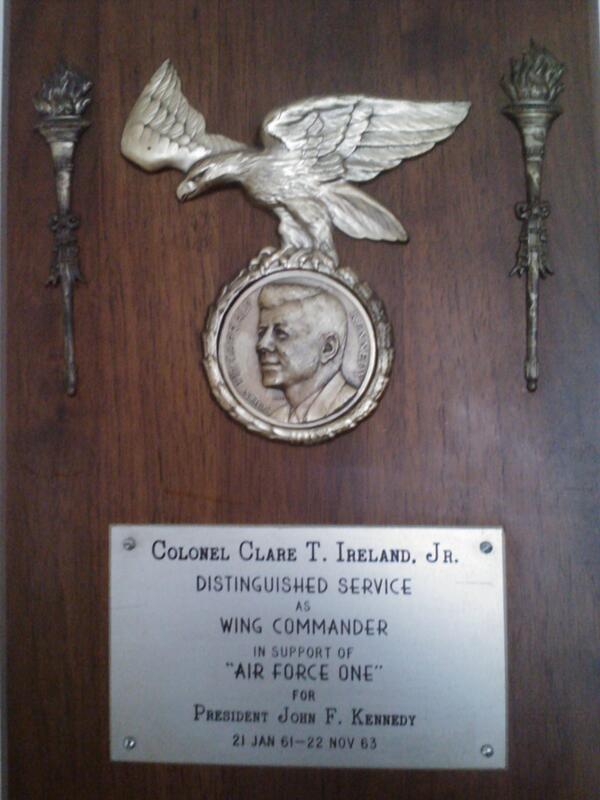 KENNEDY
COLONEL CLARE T. IRELAND, JR.
DISTINGUISHED SERVICE
AS
WING COMMANDER
IN SUPPORT OF
"AIR FORCE ONE"
FOR
PRESIDENT JOHN F. KENNEDY
21 JAN 61–22 NOV 63